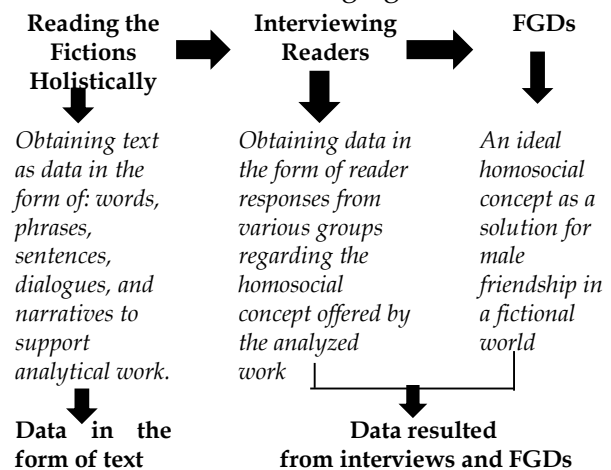 Reading the
Fictions
Holistically
Interviewing
Readers
FGDs
Obtaining text
as data in the
form of: words,
phrases,
sentences,
dialogues, and
narratives to
support
analytical work.
Obtaining data in
the form of reader
responses from
various groups
regarding the
homosocial
concept offered by
the analyzed
work
An ideal
homosocial
concept as a
solution for
male
friendship in
a fictional
world
Data in the
form of text
Data resulted
from interviews and FGDs